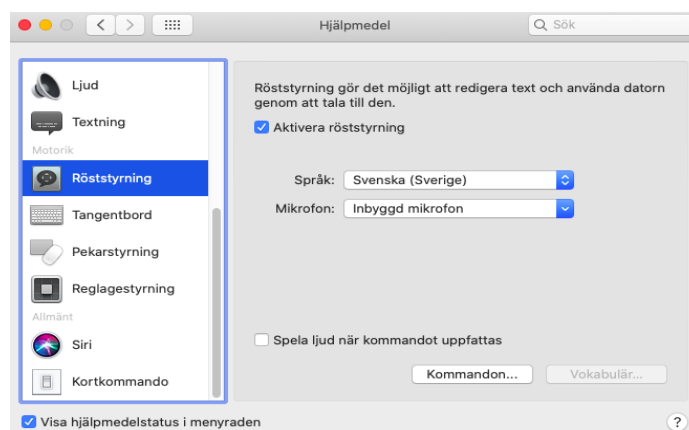 Hjälpmedel
Sök
Ljud
Textning
Motorik
Röststyrning
Tangentbord
Pekarstyrning
Reglagestyrning
Allmänt
Siri
Kortkommando
Röststyrning gör det möjligt att redigera text och använda datorn
genom att tala till den.
Aktivera röststyrning
Språk: Svenska (Sverige)
Mikrofon: Inbyggd mikrofon
Spela ljud när kommandot uppfattas
Kommandon... Vokabulär...
Visa hjälpmedelstatus i menyraden
?